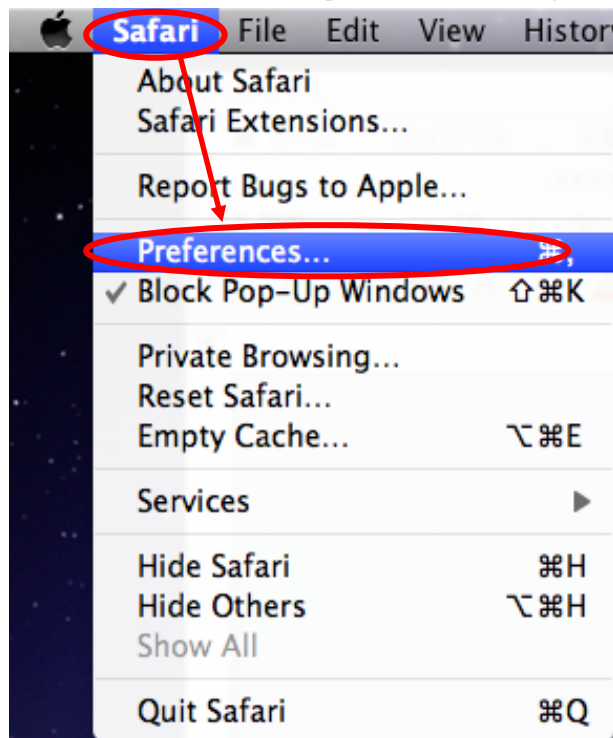 Safari File Edit View Histor
About Safari
Safari Extensions...
Report Bugs to Apple...
Preferences... ⌘,
✓ Block Pop-Up Windows ⇧⌘K
Private Browsing...
Reset Safari...
Empty Cache... ⌥⌘E
Services ▶
Hide Safari ⌘H
Hide Others ⌥⌘H
Show All
Quit Safari ⌘Q